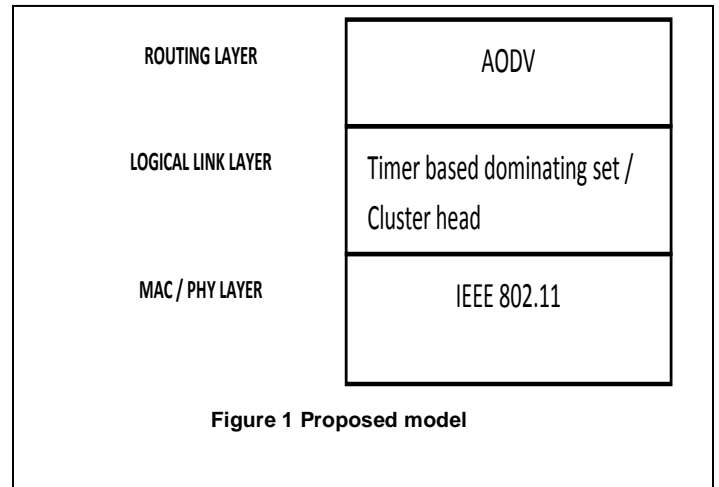 ROUTING LAYER
AODV
LOGICAL LINK LAYER
Timer based dominating set /
Cluster head
MAC / PHY LAYER
IEEE 802.11
Figure 1 Proposed model